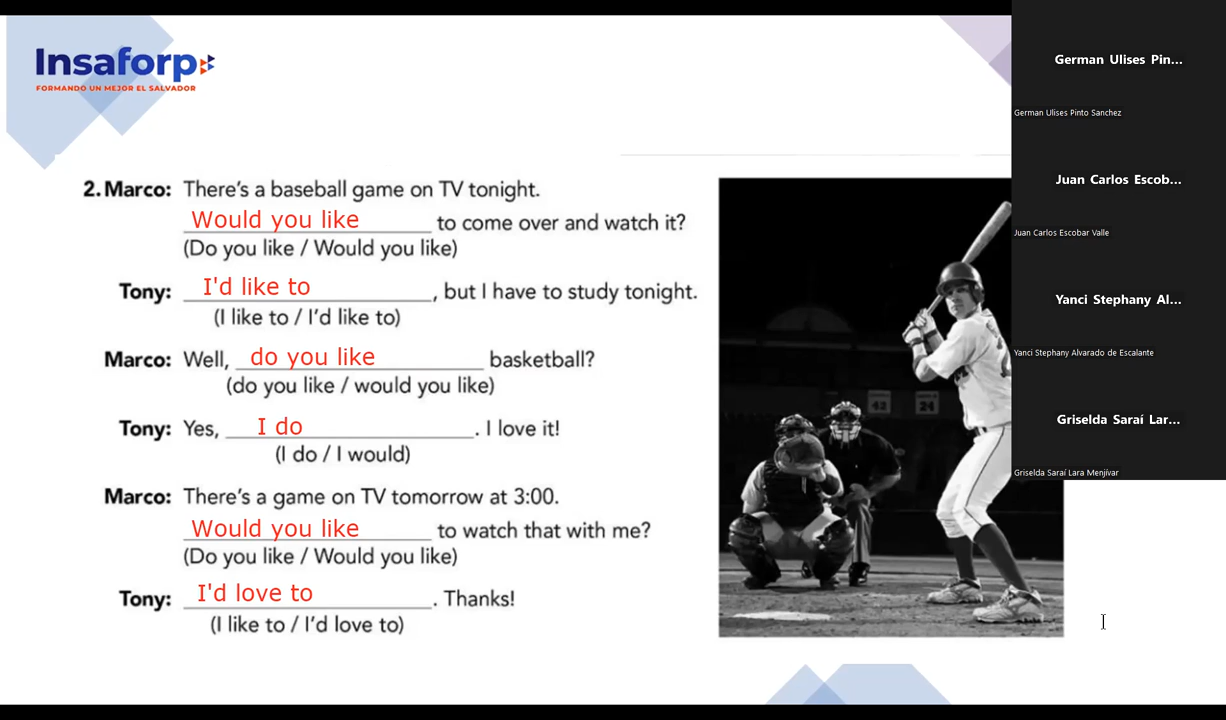 Insaforp
FORMANDO UN MEJOR EL SALVADOR
2. Marco: There's a baseball game on TV tonight.
Would you like to come over and watch it?
(Do you like / Would you like)
Tony: I'd like to, but I have to study tonight.
(I like to / I'd like to)
Marco: Well, do you like basketball?
(do you like / would you like)
Tony: Yes, I do. I love it!
(I do / I would)
Marco: There's a game on TV tomorrow at 3:00.
Would you like to watch that with me?
(Do you like / Would you like)
Tony: I'd love to. Thanks!
(I like to / I'd love to)
42 24
German Ulises Pin...
German Ulises Pinto Sanchez
Juan Carlos Escob...
Juan Carlos Escobar Valle
Yanci Stephany Al...
Yanci Stephany Alvarado de Escalante
Griselda Saraí Lar...
Griselda Saraí Lara Menjívar